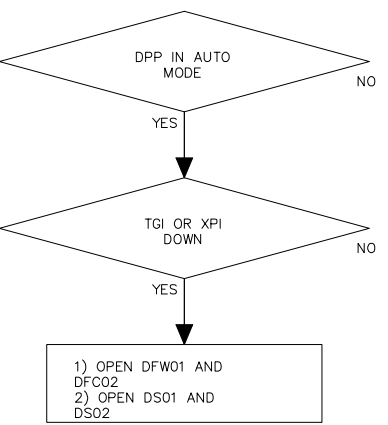 DPP IN AUTO
MODE
NO
YES
TGI OR XPI
DOWN
NO
YES
1) OPEN DFW01 AND
DFC02
2) OPEN DS01 AND
DS02